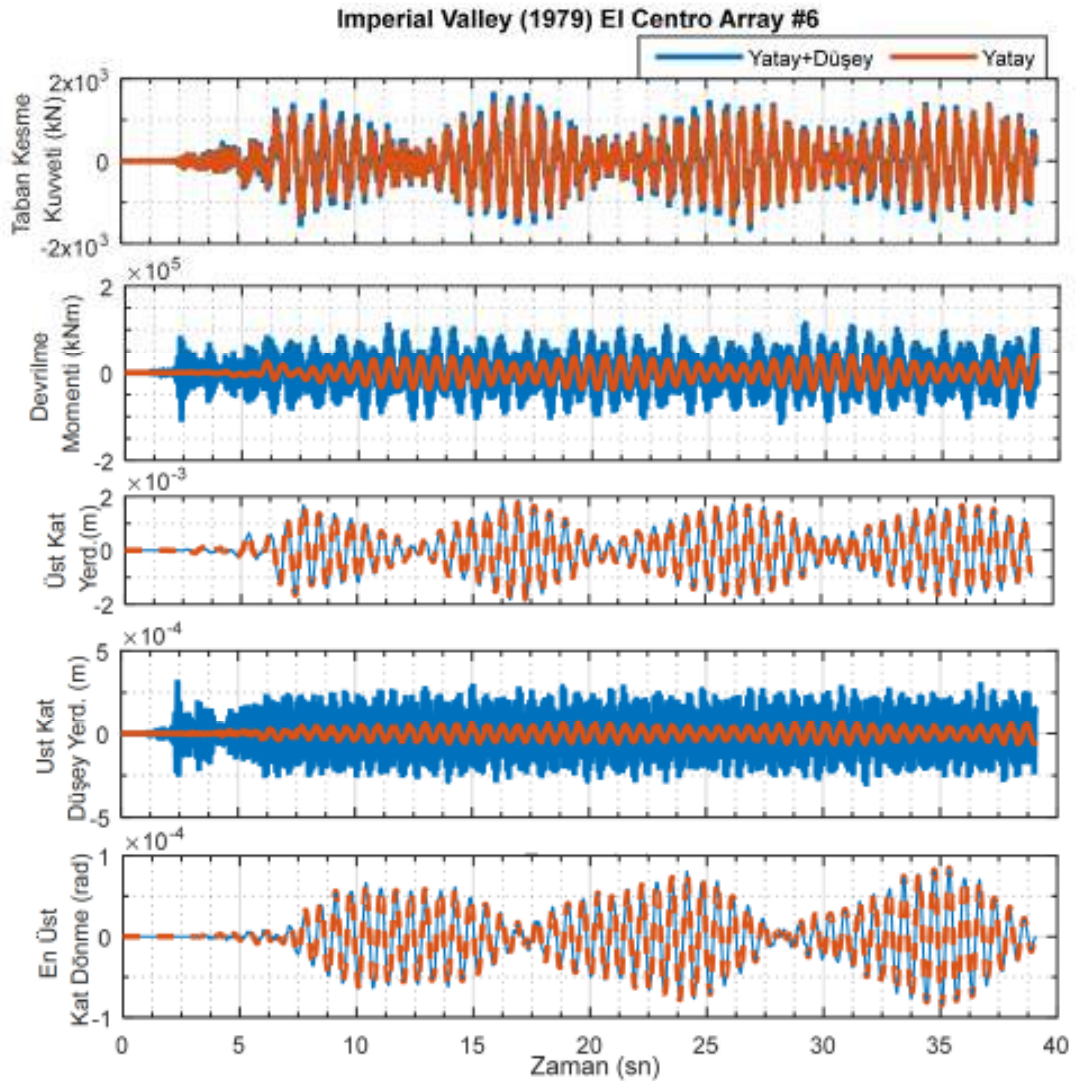 Imperial Valley (1979) El Centro Array #6
Yatay+Düşey
Yatay
Taban Kesme
Kuvveti (kN)
2x10³
0
-2x10³
×10⁵
Devrilme
Momenti (kNm)
2
0
-2
×10⁻³
Üst Kat
Yerd.(m)
2
0
-2
×10⁻⁴
Ust Kat
Düşey Yerd. (m)
5
0
-5
×10⁻⁴
En Üst
Kat Dönme (rad)
1
0
-1
0 5 10 15 20 25 30 35 40
Zaman (sn)